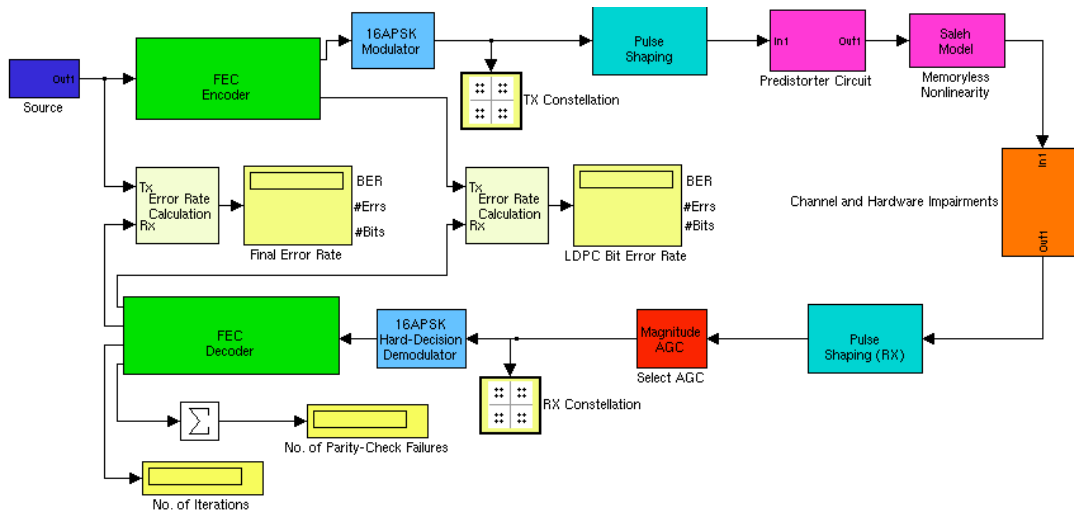 Out1
Source
FEC
Encoder
16APSK
Modulator
TX Constellation
Pulse
Shaping
In1
Out1
Predistorter Circuit
Saleh
Model
Memoryless
Nonlinearity
Tx
Rx
Error Rate
Calculation
BER
#Errs
#Bits
Final Error Rate
Tx
Rx
Error Rate
Calculation
BER
#Errs
#Bits
LDPC Bit Error Rate
In1
Out1
Channel and Hardware Impairments
FEC
Decoder
16APSK
Hard-Decision
Demodulator
RX Constellation
Magnitude
AGC
Select AGC
Pulse
Shaping (RX)
Σ
No. of Parity-Check Failures
No. of Iterations